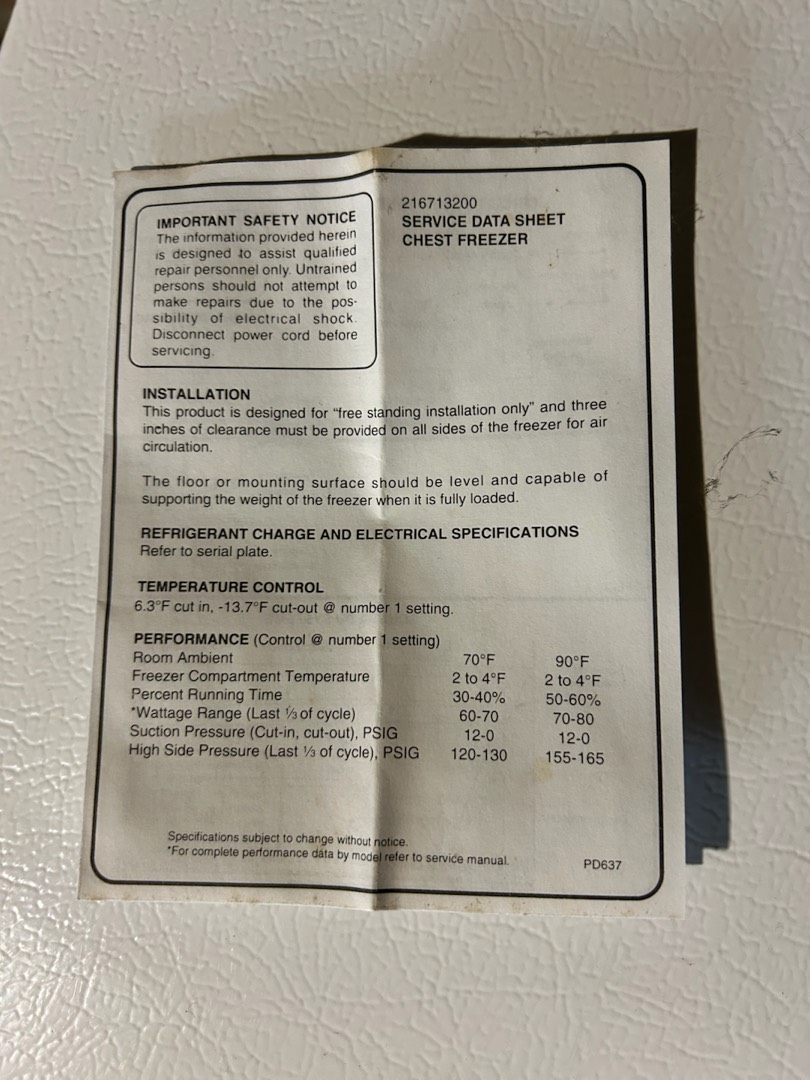 IMPORTANT SAFETY NOTICE
The information provided herein
is designed to assist qualified
repair personnel only. Untrained
persons should not attempt to
make repairs due to the pos-
sibility of electrical shock.
Disconnect power cord before
servicing.
216713200
SERVICE DATA SHEET
CHEST FREEZER
INSTALLATION
This product is designed for "free standing installation only" and three
inches of clearance must be provided on all sides of the freezer for air
circulation.
The floor or mounting surface should be level and capable of
supporting the weight of the freezer when it is fully loaded.
REFRIGERANT CHARGE AND ELECTRICAL SPECIFICATIONS
Refer to serial plate.
TEMPERATURE CONTROL
6.3°F cut in, -13.7°F cut-out @ number 1 setting.
PERFORMANCE (Control @ number 1 setting)
Room Ambient 70°F 90°F
Freezer Compartment Temperature 2 to 4°F 2 to 4°F
Percent Running Time 30-40% 50-60%
*Wattage Range (Last ⅓ of cycle) 60-70 70-80
Suction Pressure (Cut-in, cut-out), PSIG 12-0 12-0
High Side Pressure (Last ⅓ of cycle), PSIG 120-130 155-165
Specifications subject to change without notice.
*For complete performance data by model refer to service manual.
PD637